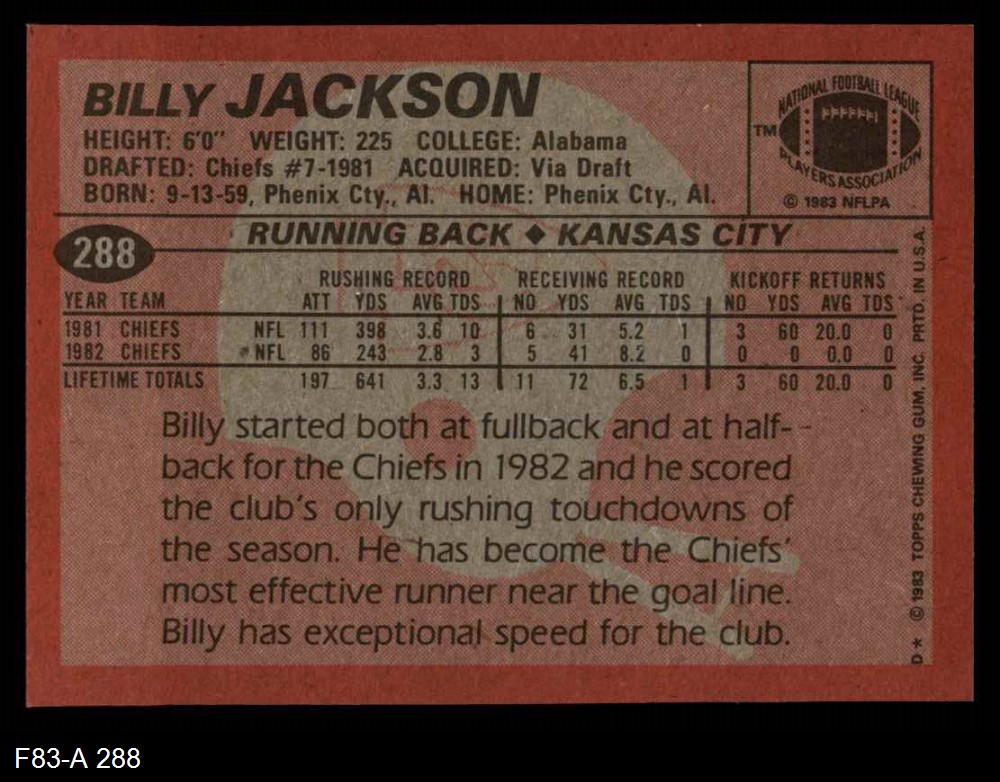 BILLY JACKSON
HEIGHT: 6'0" WEIGHT: 225 COLLEGE: Alabama
DRAFTED: Chiefs #7-1981 ACQUIRED: Via Draft
BORN: 9-13-59, Phenix Cty., Al. HOME: Phenix Cty., Al.
NATIONAL FOOTBALL LEAGUE
TM
PLAYERS ASSOCIATION
© 1983 NFLPA
288
RUNNING BACK ♦ KANSAS CITY
RUSHING RECORD RECEIVING RECORD KICKOFF RETURNS
YEAR TEAM ATT YDS AVG TDS NO YDS AVG TDS NO YDS AVG TDS
1981 CHIEFS NFL 111 398 3.6 10 6 31 5.2 1 3 60 20.0 0
1982 CHIEFS NFL 86 243 2.8 3 5 41 8.2 0 0 0 0.0 0
LIFETIME TOTALS 197 641 3.3 13 11 72 6.5 1 3 60 20.0 0
Billy started both at fullback and at half-
back for the Chiefs in 1982 and he scored
the club's only rushing touchdowns of
the season. He has become the Chiefs'
most effective runner near the goal line.
Billy has exceptional speed for the club.
D* © 1983 TOPPS CHEWING GUM, INC. PRTD. IN U.S.A.
F83-A 288